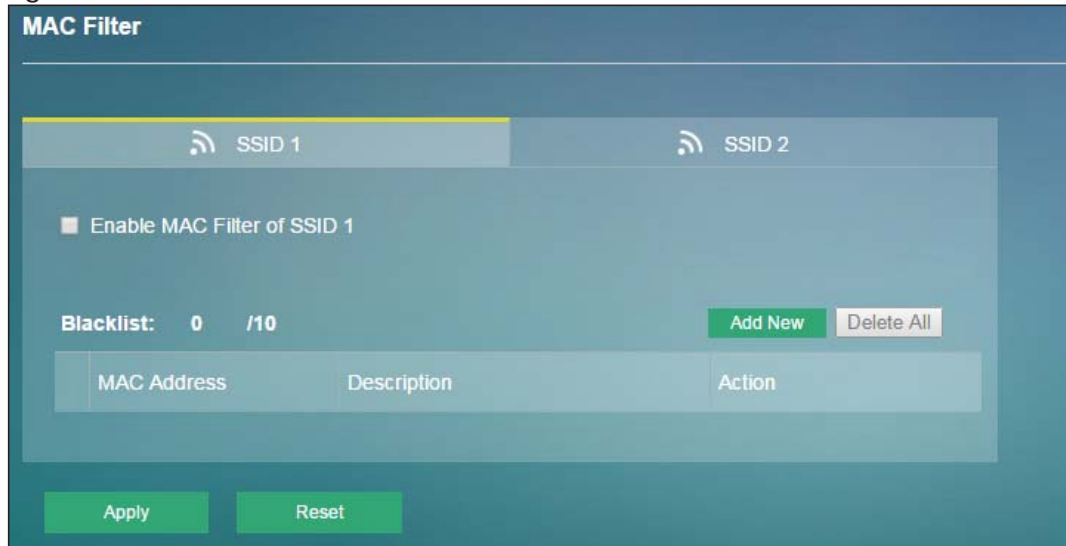 MAC Filter
SSID 1 SSID 2
Enable MAC Filter of SSID 1
Blacklist: 0 /10 Add New Delete All
MAC Address Description Action
Apply Reset